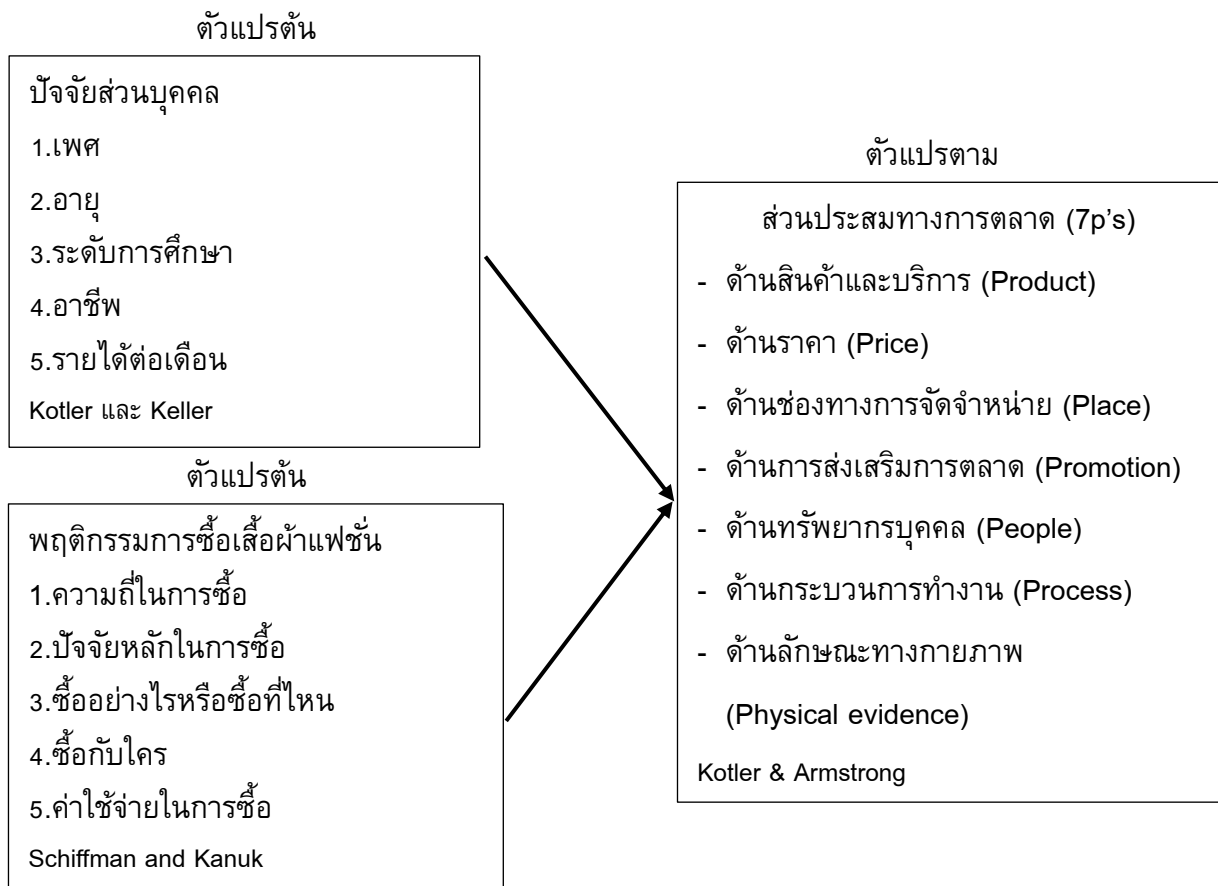 ตัวแปรต้น
ปัจจัยส่วนบุคคล
1.เพศ
2.อายุ
3.ระดับการศึกษา
4.อาชีพ
5.รายได้ต่อเดือน
Kotler และ Keller
ตัวแปรต้น
พฤติกรรมการซื้อเสื้อผ้าแฟชั่น
1.ความถี่ในการซื้อ
2.ปัจจัยหลักในการซื้อ
3.ซื้ออย่างไรหรือซื้อที่ไหน
4.ซื้อกับใคร
5.ค่าใช้จ่ายในการซื้อ
Schiffman and Kanuk
ตัวแปรตาม
ส่วนประสมทางการตลาด (7p’s)
- ด้านสินค้าและบริการ (Product)
- ด้านราคา (Price)
- ด้านช่องทางการจัดจำหน่าย (Place)
- ด้านการส่งเสริมการตลาด (Promotion)
- ด้านทรัพยากรบุคคล (People)
- ด้านกระบวนการทำงาน (Process)
- ด้านลักษณะทางกายภาพ
(Physical evidence)
Kotler & Armstrong